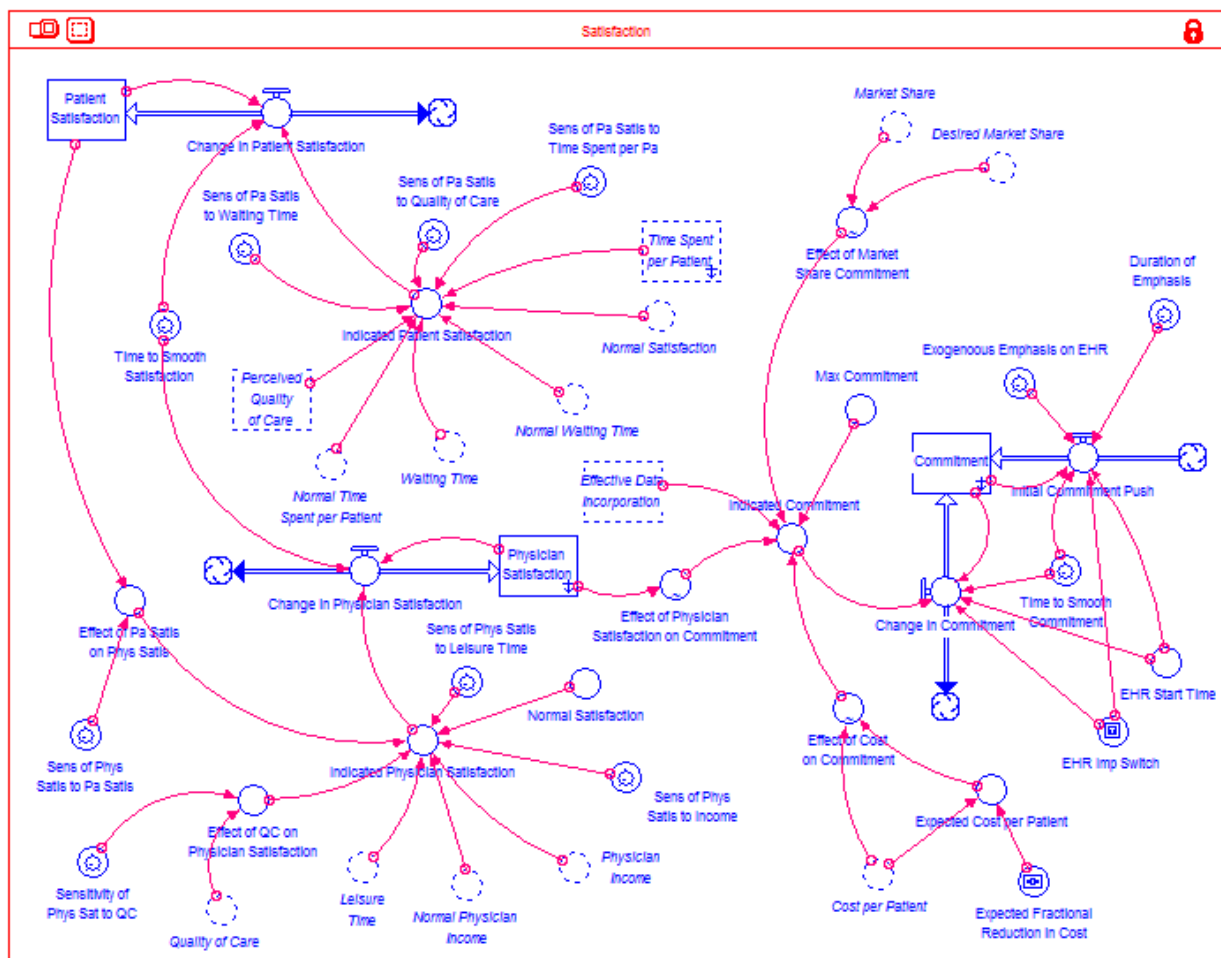 Satisfaction
Patient
Satisfaction
Change in Patient Satisfaction
Market Share
Desired Market Share
Sens of Pa Satis to
Time Spent per Pa
Sens of Pa Satis
to Quality of Care
Sens of Pa Satis
to Waiting Time
Time Spent
per Patient
Effect of Market
Share Commitment
Duration of
Emphasis
Indicated Patient Satisfaction
Normal Satisfaction
Time to Smooth
Satisfaction
Exogenous Emphasis on EHR
Perceived
Quality
of Care
Max Commitment
Normal Waiting Time
Waiting Time
Normal Time
Spent per Patient
Effective Data
Incorporation
Indicated Commitment
Commitment
Initial Commitment Push
Physician
Satisfaction
Change in Physician Satisfaction
Effect of Physician
Satisfaction on Commitment
Time to Smooth
Commitment
Change in Commitment
Effect of Pa Satis
on Phys Satis
Sens of Phys Satis
to Leisure Time
Normal Satisfaction
EHR Start Time
Sens of Phys
Satis to Pa Satis
Indicated Physician Satisfaction
Effect of Cost
on Commitment
EHR Imp Switch
Sens of Phys
Satis to Income
Expected Cost per Patient
Effect of QC on
Physician Satisfaction
Sensitivity of
Phys Sat to QC
Quality of Care
Leisure
Time
Normal Physician
Income
Physician
Income
Cost per Patient
Expected Fractional
Reduction in Cost